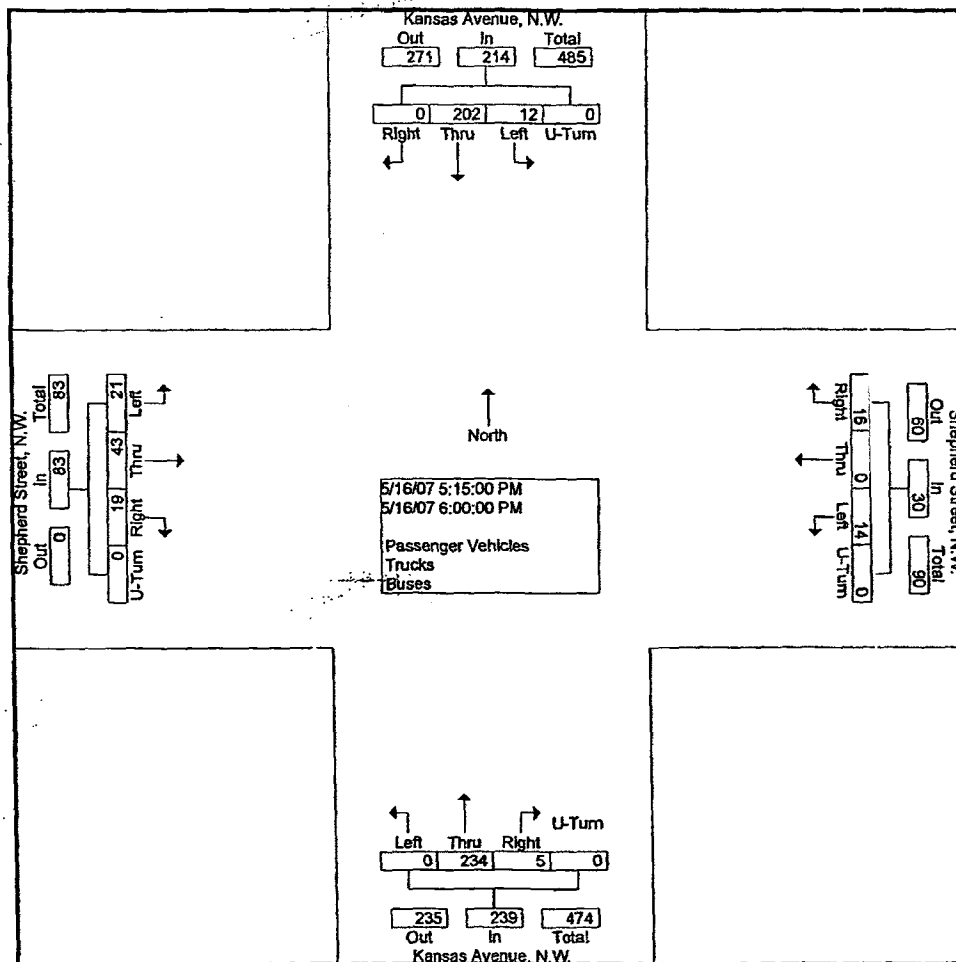 Kansas Avenue, N.W.
Out In Total
271 214 485
0 202 12 0
Right Thru Left U-Turn
Shepherd Street, N.W.
Total In Out
83 83 0
21 43 19 0
Left Thru Right U-Turn
North
5/16/07 5:15:00 PM
5/16/07 6:00:00 PM
Passenger Vehicles
Trucks
Buses
Right Thru Left U-Turn
16 0 14 0
Out In Total
60 30 90
Shepherd Street, N.W.
U-Turn
Left Thru Right
0 234 5 0
235 239 474
Out In Total
Kansas Avenue, N.W.